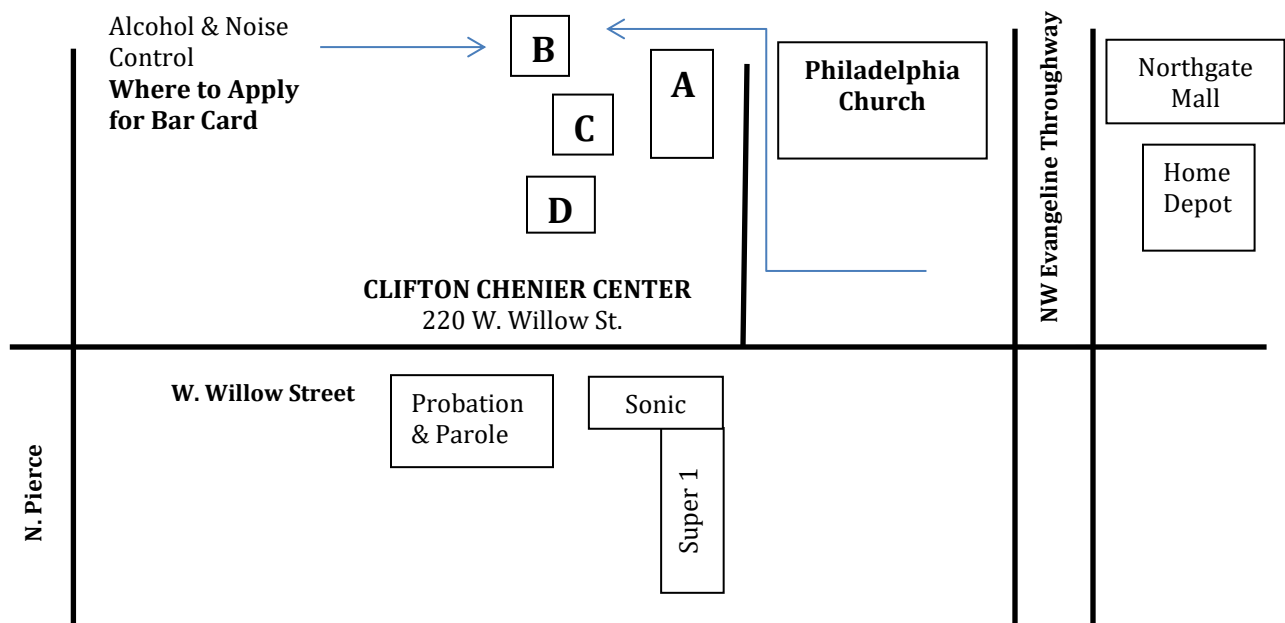 Alcohol & Noise
Control
Where to Apply
for Bar Card
B
A
C
D
Philadelphia
Church
NW Evangeline Throughway
Northgate
Mall
Home
Depot
CLIFTON CHENIER CENTER
220 W. Willow St.
W. Willow Street
Probation
& Parole
Sonic
Super 1
N. Pierce